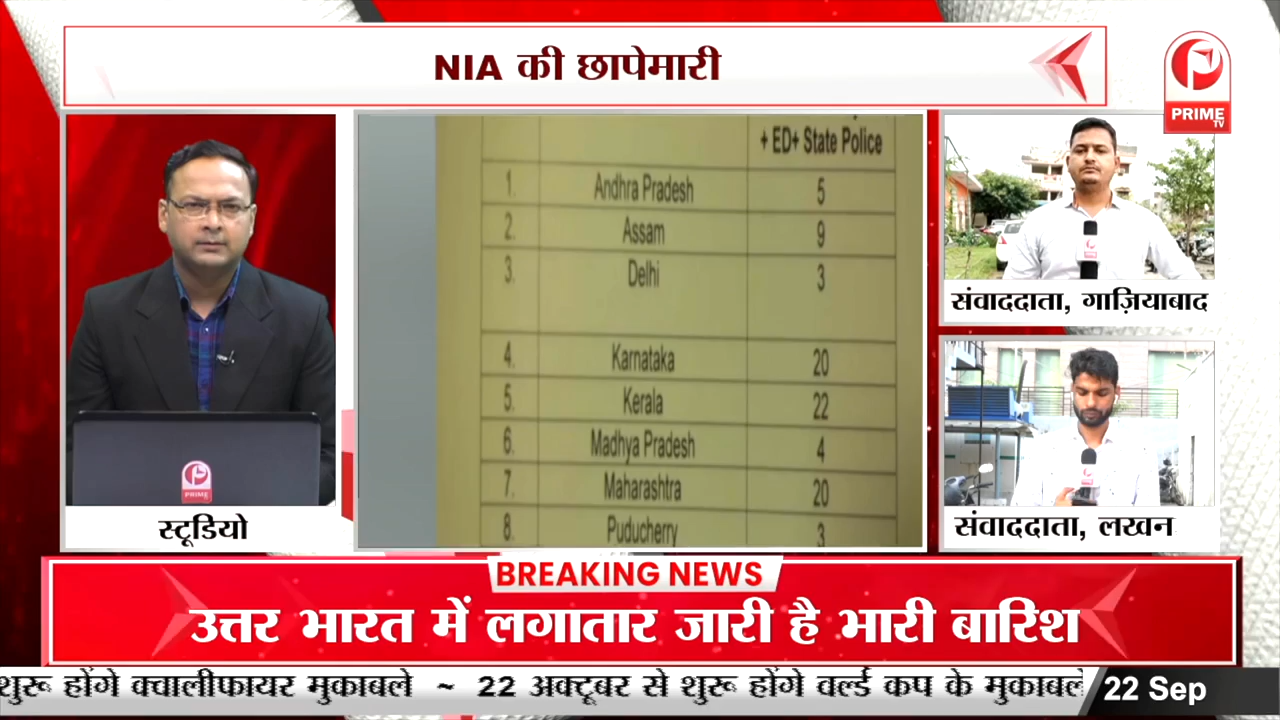 NIA की छापेमारी
PRIME
TV
+ ED+ State Police
1. Andhra Pradesh 5
2. Assam 9
3. Delhi 3
4. Karnataka 20
5. Kerala 22
6. Madhya Pradesh 4
7. Maharashtra 20
8. Puducherry 3
PRIME
स्टूडियो
संवाददाता, गाज़ियाबाद
संवाददाता, लखन
BREAKING NEWS
उत्तर भारत में लगातार जारी है भारी बारिश
शुरू होंगे क्वालीफायर मुकाबले ~ 22 अक्टूबर से शुरू होंगे वर्ल्ड कप के मुकाबले
22 Sep